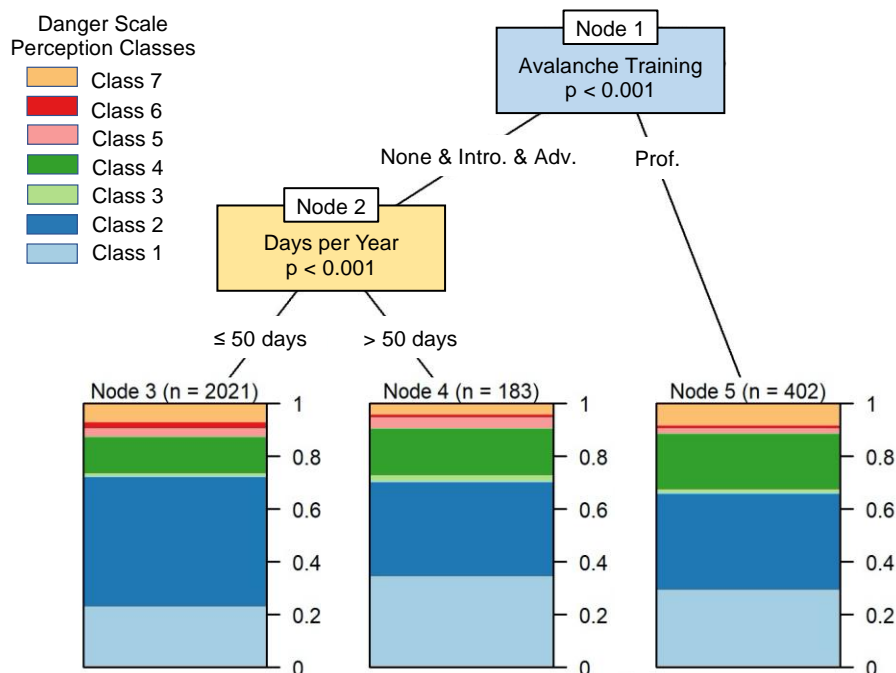 Danger Scale
Perception Classes
Class 7
Class 6
Class 5
Class 4
Class 3
Class 2
Class 1
Node 1
Avalanche Training
p < 0.001
None & Intro. & Adv.
Prof.
Node 2
Days per Year
p < 0.001
≤ 50 days
> 50 days
Node 3 (n = 2021)
1
0.8
0.6
0.4
0.2
0
Node 4 (n = 183)
1
0.8
0.6
0.4
0.2
0
Node 5 (n = 402)
1
0.8
0.6
0.4
0.2
0